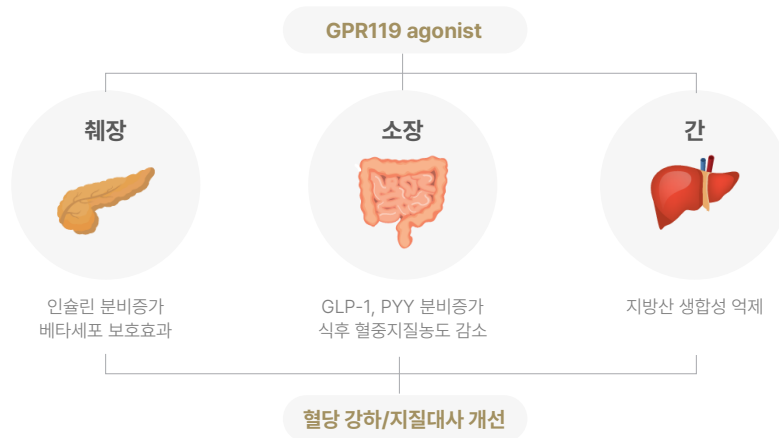 GPR119 agonist
췌장
소장
간
인슐린 분비증가
베타세포 보호효과
GLP-1, PYY 분비증가
식후 혈중지질농도 감소
지방산 생합성 억제
혈당 강하/지질대사 개선